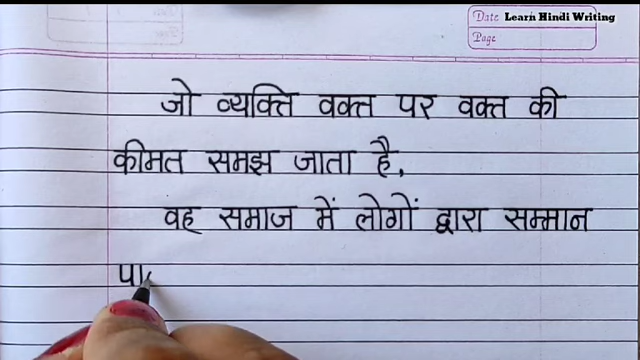 Date Learn Hindi Writing
Page
जो व्यक्ति वक्त पर वक्त की
कीमत समझ जाता है,
वह समाज में लोगों द्वारा सम्मान
पा